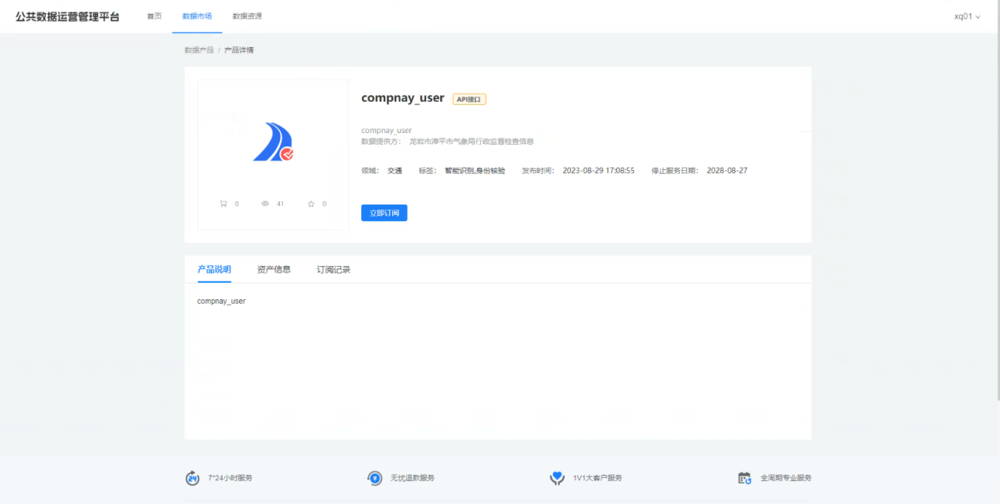 公共数据运营管理平台 首页 数据市场 数据资源 xq01
数据产品 / 产品详情
compnay_user API接口
compnay_user
数据提供方： 龙岩市漳平市气象局行政监督检查信息
领域： 交通 标签： 智能识别,身份核验 发布时间： 2023-08-29 17:08:55 停止服务日期： 2028-08-27
0 41 0
立即订阅
产品说明 资产信息 订阅记录
compnay_user
24 7*24小时服务 无忧退款服务 1V1大客户服务 全周期专业服务